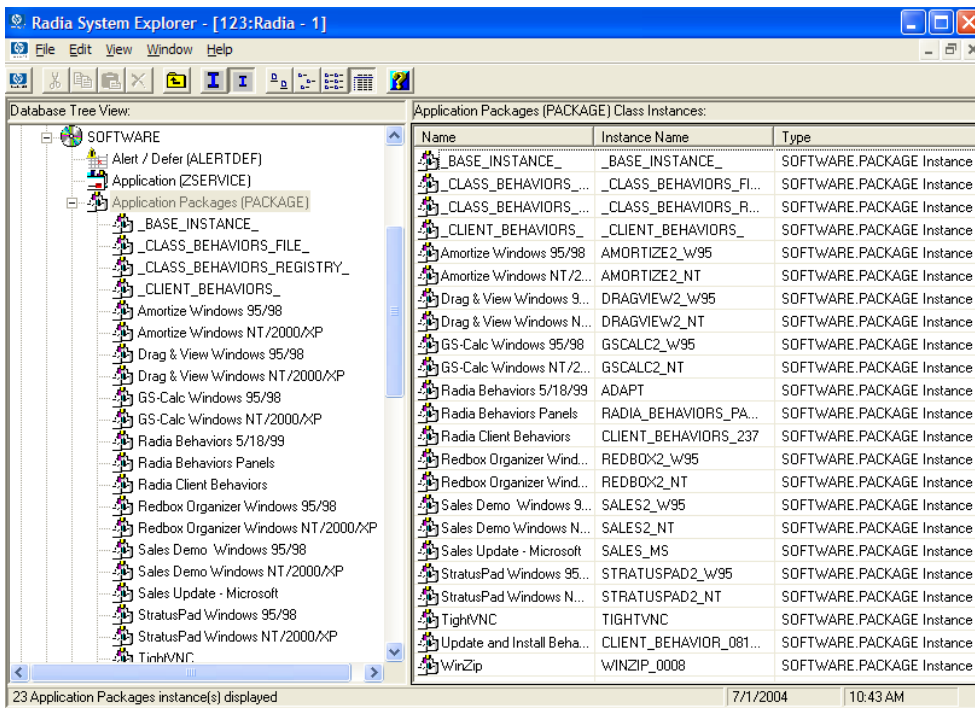 Radia System Explorer - [123:Radia - 1]
File Edit View Window Help
Database Tree View:
SOFTWARE
Alert / Defer (ALERTDEF)
Application (ZSERVICE)
Application Packages (PACKAGE)
_BASE_INSTANCE_
_CLASS_BEHAVIORS_FILE_
_CLASS_BEHAVIORS_REGISTRY_
_CLIENT_BEHAVIORS_
Amortize Windows 95/98
Amortize Windows NT/2000/XP
Drag & View Windows 95/98
Drag & View Windows NT/2000/XP
GS-Calc Windows 95/98
GS-Calc Windows NT/2000/XP
Radia Behaviors 5/18/99
Radia Behaviors Panels
Radia Client Behaviors
Redbox Organizer Windows 95/98
Redbox Organizer Windows NT/2000/XP
Sales Demo Windows 95/98
Sales Demo Windows NT/2000/XP
Sales Update - Microsoft
StratusPad Windows 95/98
StratusPad Windows NT/2000/XP
TightVNC
Application Packages (PACKAGE) Class Instances:
Name Instance Name Type
_BASE_INSTANCE_ _BASE_INSTANCE_ SOFTWARE.PACKAGE Instance
_CLASS_BEHAVIORS_... _CLASS_BEHAVIORS_FI... SOFTWARE.PACKAGE Instance
_CLASS_BEHAVIORS_... _CLASS_BEHAVIORS_R... SOFTWARE.PACKAGE Instance
_CLIENT_BEHAVIORS_ _CLIENT_BEHAVIORS_ SOFTWARE.PACKAGE Instance
Amortize Windows 95/98 AMORTIZE2_W95 SOFTWARE.PACKAGE Instance
Amortize Windows NT/2... AMORTIZE2_NT SOFTWARE.PACKAGE Instance
Drag & View Windows 9... DRAGVIEW2_W95 SOFTWARE.PACKAGE Instance
Drag & View Windows N... DRAGVIEW2_NT SOFTWARE.PACKAGE Instance
GS-Calc Windows 95/98 GSCALC2_W95 SOFTWARE.PACKAGE Instance
GS-Calc Windows NT/2... GSCALC2_NT SOFTWARE.PACKAGE Instance
Radia Behaviors 5/18/99 ADAPT SOFTWARE.PACKAGE Instance
Radia Behaviors Panels RADIA_BEHAVIORS_PA... SOFTWARE.PACKAGE Instance
Radia Client Behaviors CLIENT_BEHAVIORS_237 SOFTWARE.PACKAGE Instance
Redbox Organizer Wind... REDBOX2_W95 SOFTWARE.PACKAGE Instance
Redbox Organizer Wind... REDBOX2_NT SOFTWARE.PACKAGE Instance
Sales Demo Windows 9... SALES2_W95 SOFTWARE.PACKAGE Instance
Sales Demo Windows N... SALES2_NT SOFTWARE.PACKAGE Instance
Sales Update - Microsoft SALES_MS SOFTWARE.PACKAGE Instance
StratusPad Windows 95... STRATUSPAD2_W95 SOFTWARE.PACKAGE Instance
StratusPad Windows N... STRATUSPAD2_NT SOFTWARE.PACKAGE Instance
TightVNC TIGHTVNC SOFTWARE.PACKAGE Instance
Update and Install Beha... CLIENT_BEHAVIOR_081... SOFTWARE.PACKAGE Instance
WinZip WINZIP_0008 SOFTWARE.PACKAGE Instance
23 Application Packages instance(s) displayed 7/1/2004 10:43 AM